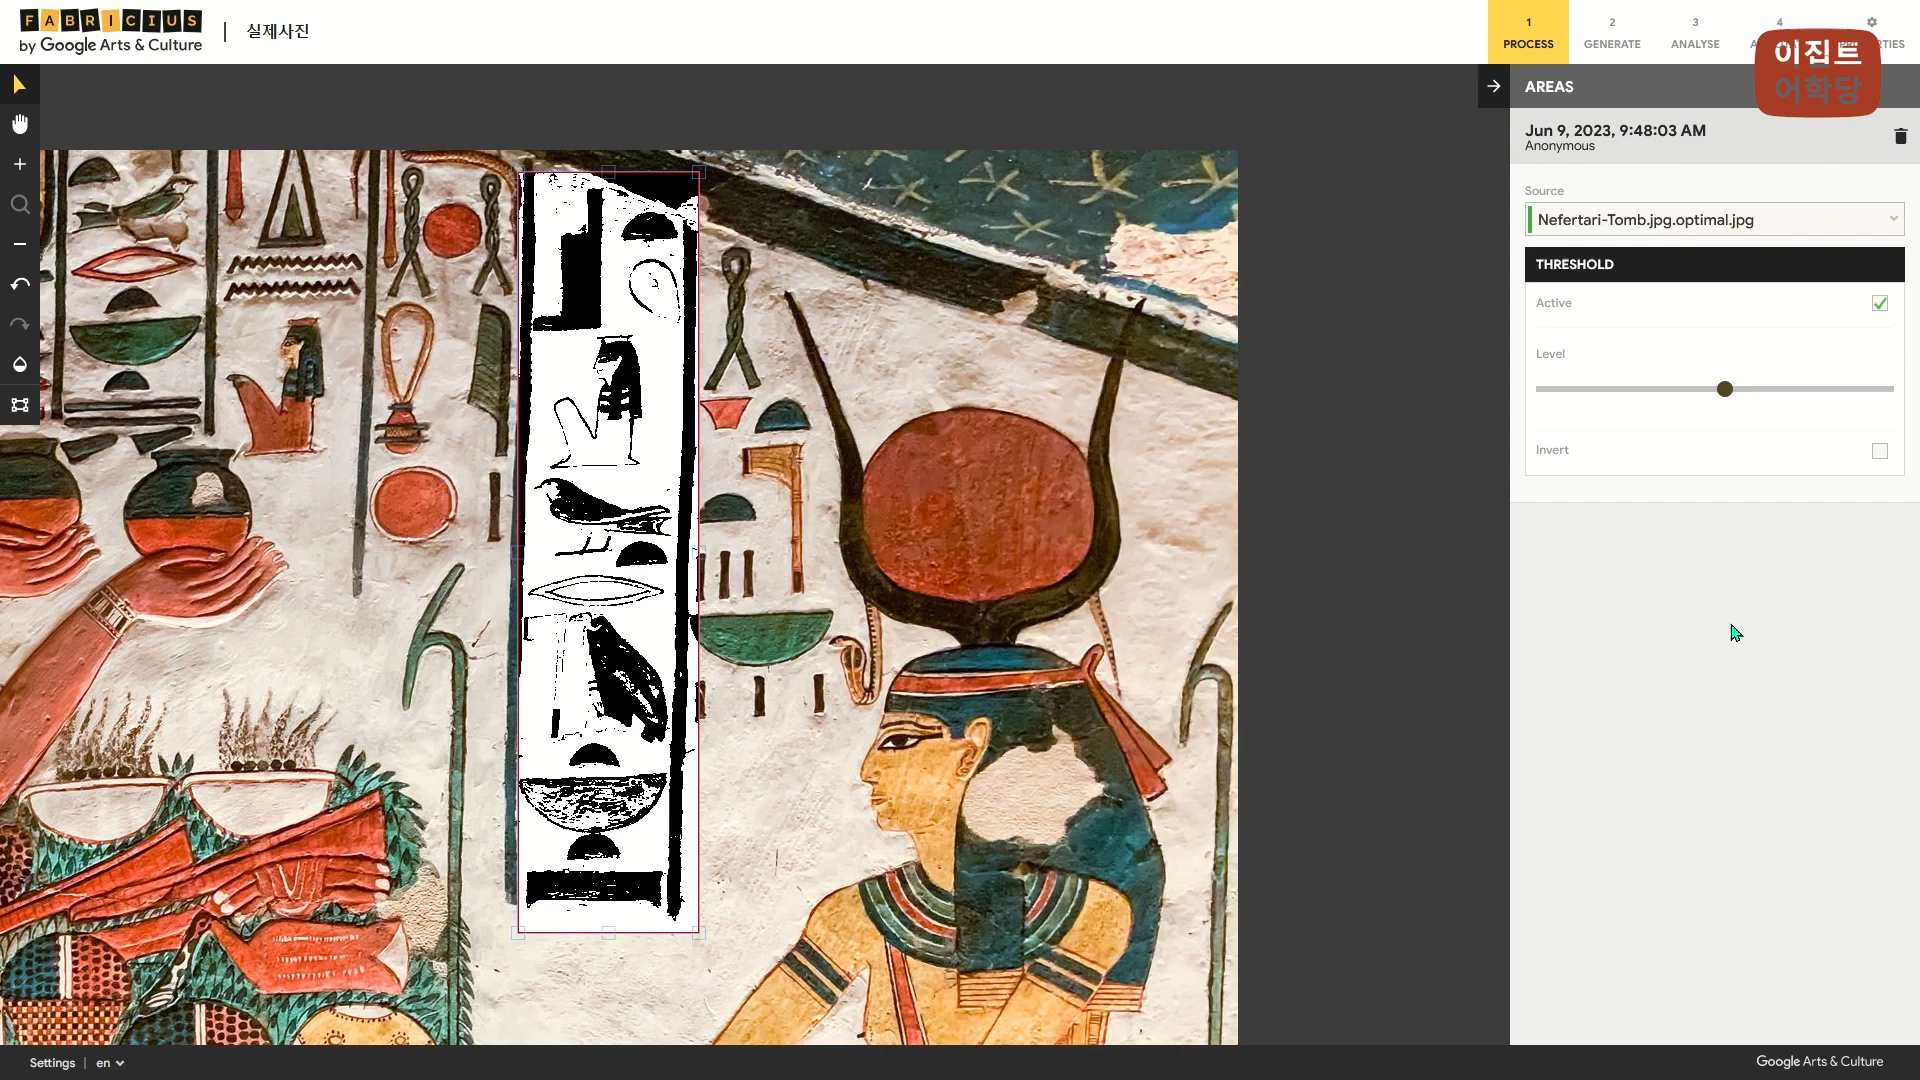 FABRICIUS
by Google Arts & Culture
실제사진
1
PROCESS
2
GENERATE
3
ANALYSE
4
이집트
어학당
AREAS
Jun 9, 2023, 9:48:03 AM
Anonymous
Source
Nefertari-Tomb.jpg.optimal.jpg
THRESHOLD
Active
Level
Invert
Settings | en
Google Arts & Culture